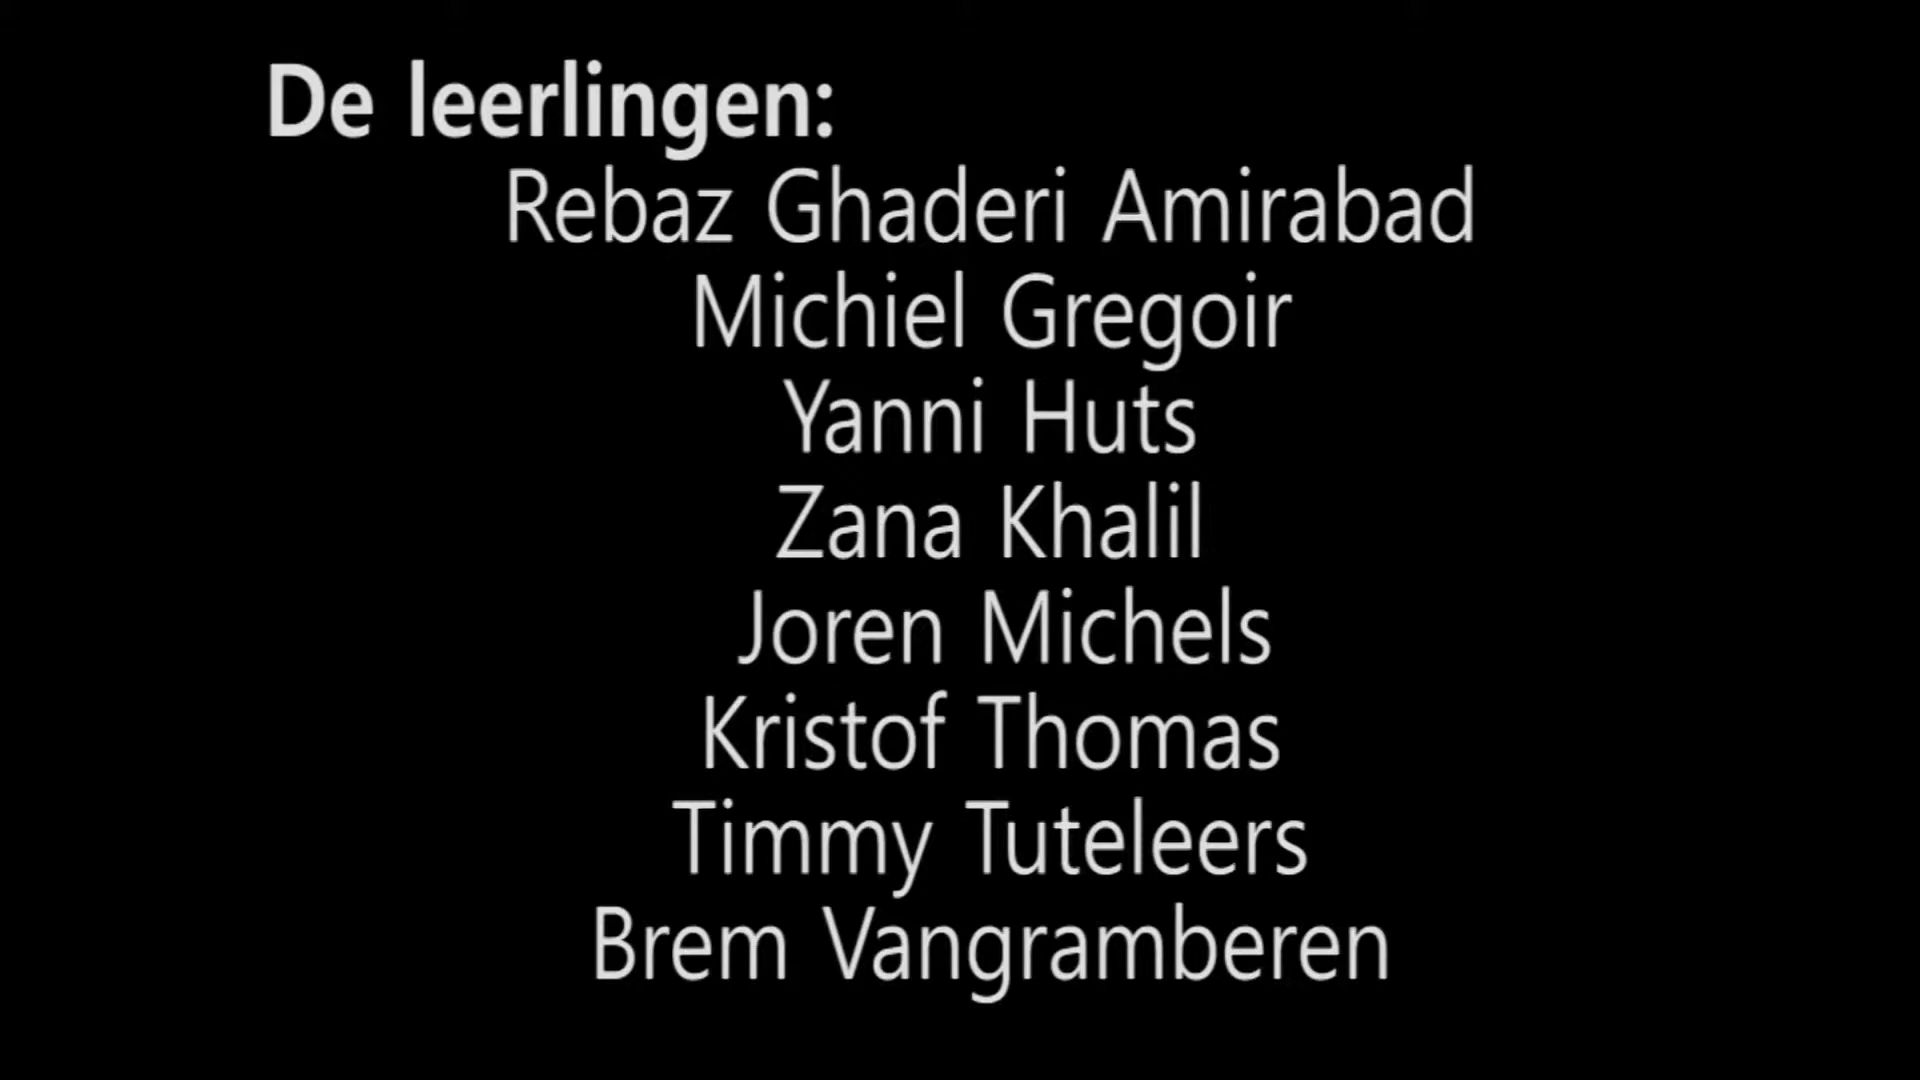 De leerlingen:
Rebaz Ghaderi Amirabad
Michiel Gregoir
Yanni Huts
Zana Khalil
Joren Michels
Kristof Thomas
Timmy Tuteleers
Brem Vangramberen